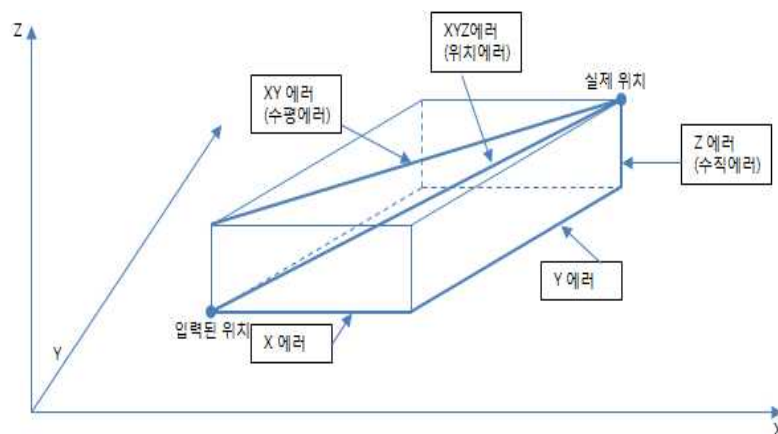 Z
XYZ에러
(위치에러)
실제 위치
XY 에러
(수평에러)
Z 에러
(수직에러)
Y 에러
입력된 위치
X 에러
Y
X